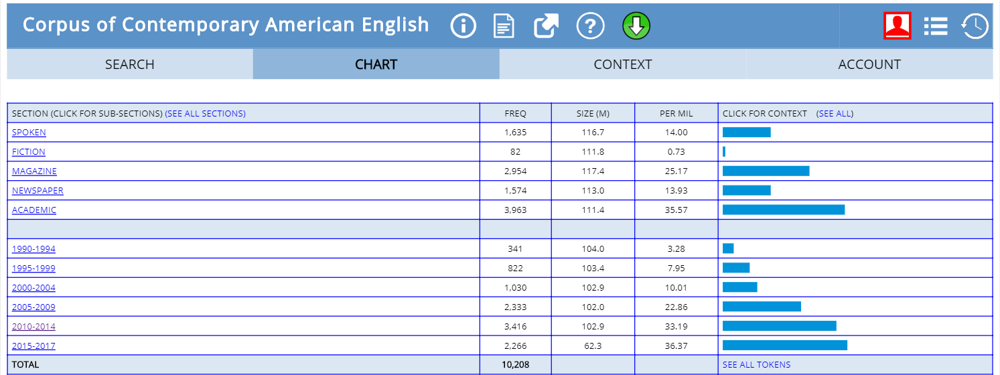 Corpus of Contemporary American English
SEARCH CHART CONTEXT ACCOUNT
SECTION (CLICK FOR SUB-SECTIONS) (SEE ALL SECTIONS) FREQ SIZE (M) PER MIL CLICK FOR CONTEXT (SEE ALL)
SPOKEN 1,635 116.7 14.00
FICTION 82 111.8 0.73
MAGAZINE 2,954 117.4 25.17
NEWSPAPER 1,574 113.0 13.93
ACADEMIC 3,963 111.4 35.57
1990-1994 341 104.0 3.28
1995-1999 822 103.4 7.95
2000-2004 1,030 102.9 10.01
2005-2009 2,333 102.0 22.86
2010-2014 3,416 102.9 33.19
2015-2017 2,266 62.3 36.37
TOTAL 10,208 SEE ALL TOKENS